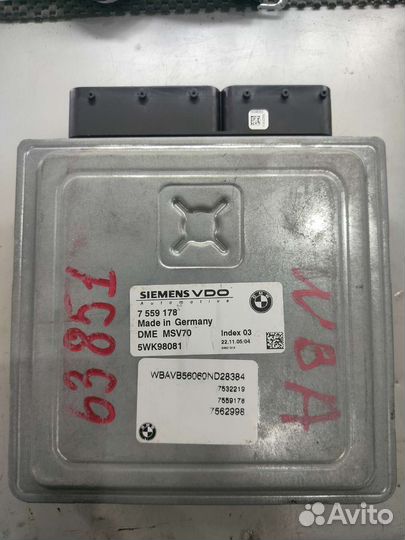 SIEMENS VDO
Automotive
7 559 178
Made in Germany
DME MSV70
Index 03
5WK98081
22.11.05:04
WBAVB56060ND28384
7532219
7559178
7562998
63851
N8A
Avito